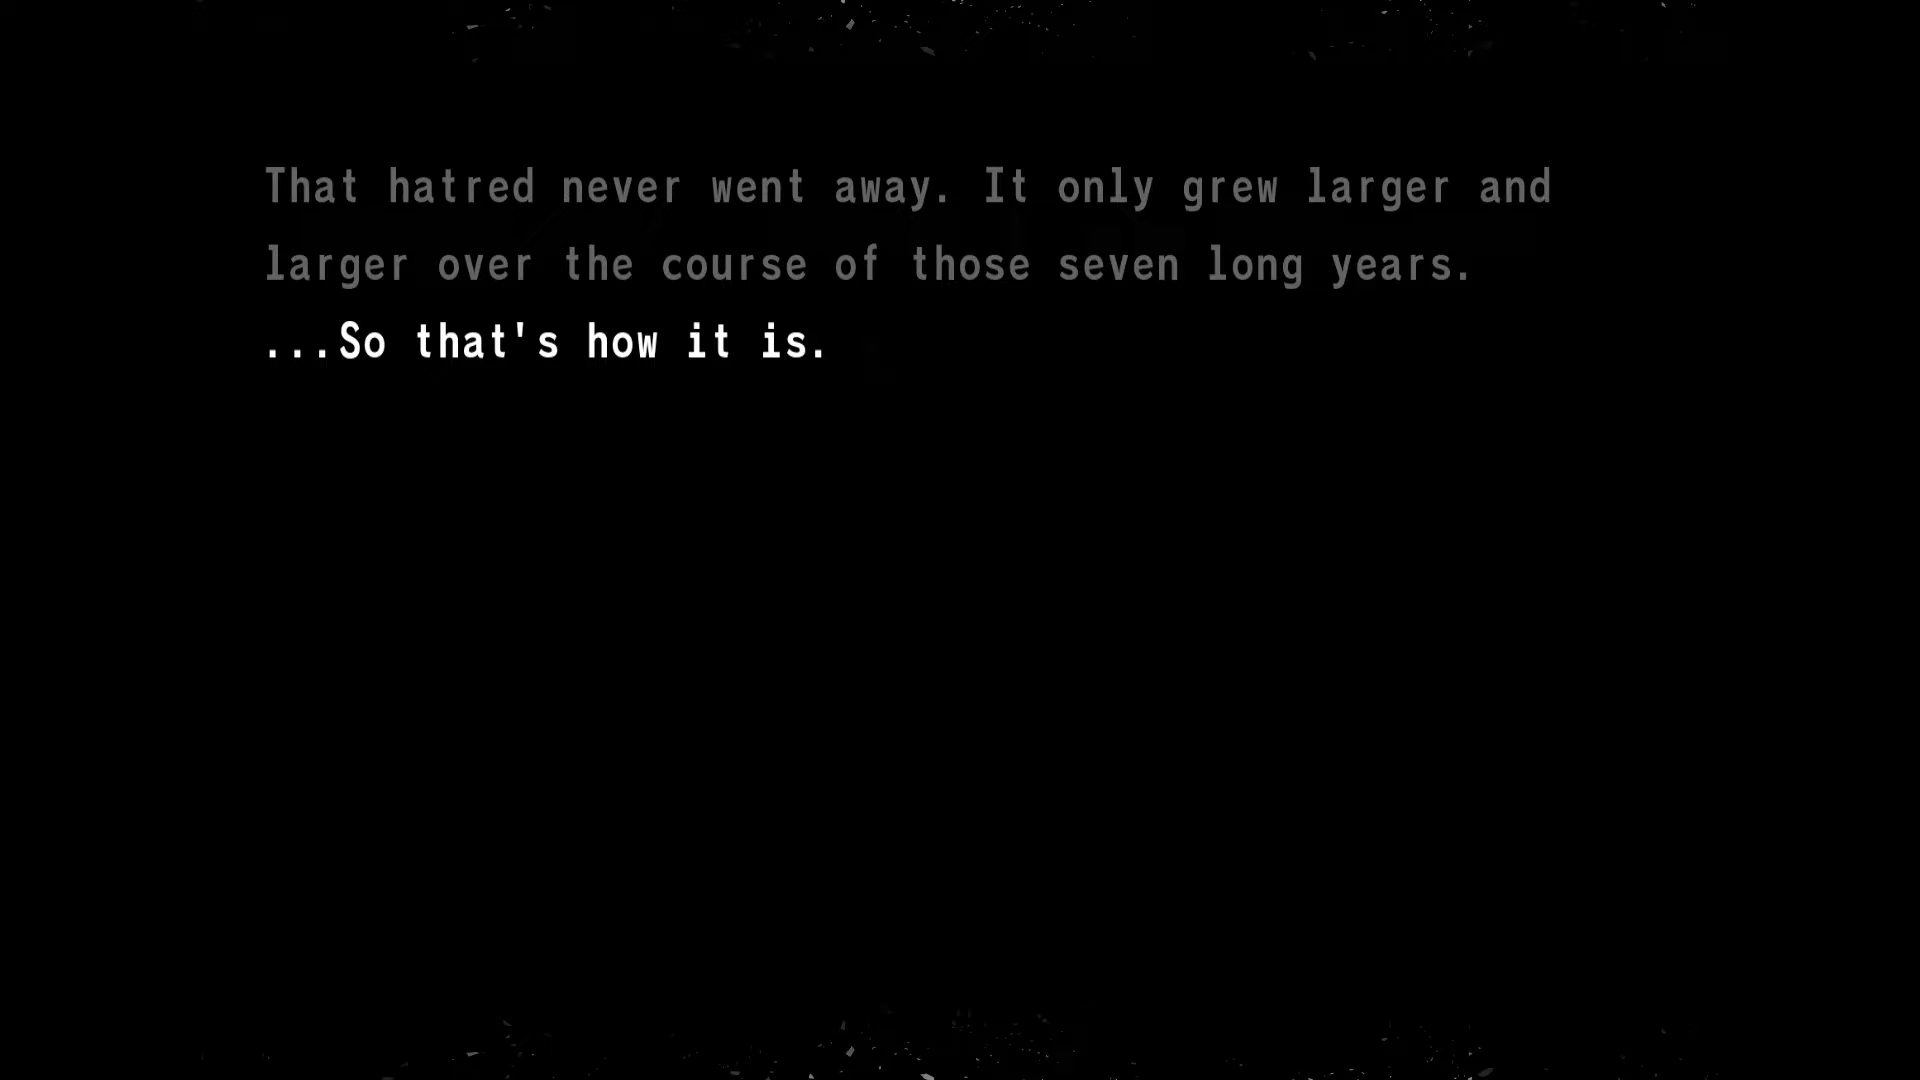 That hatred never went away. It only grew larger and
larger over the course of those seven long years.
...So that's how it is.